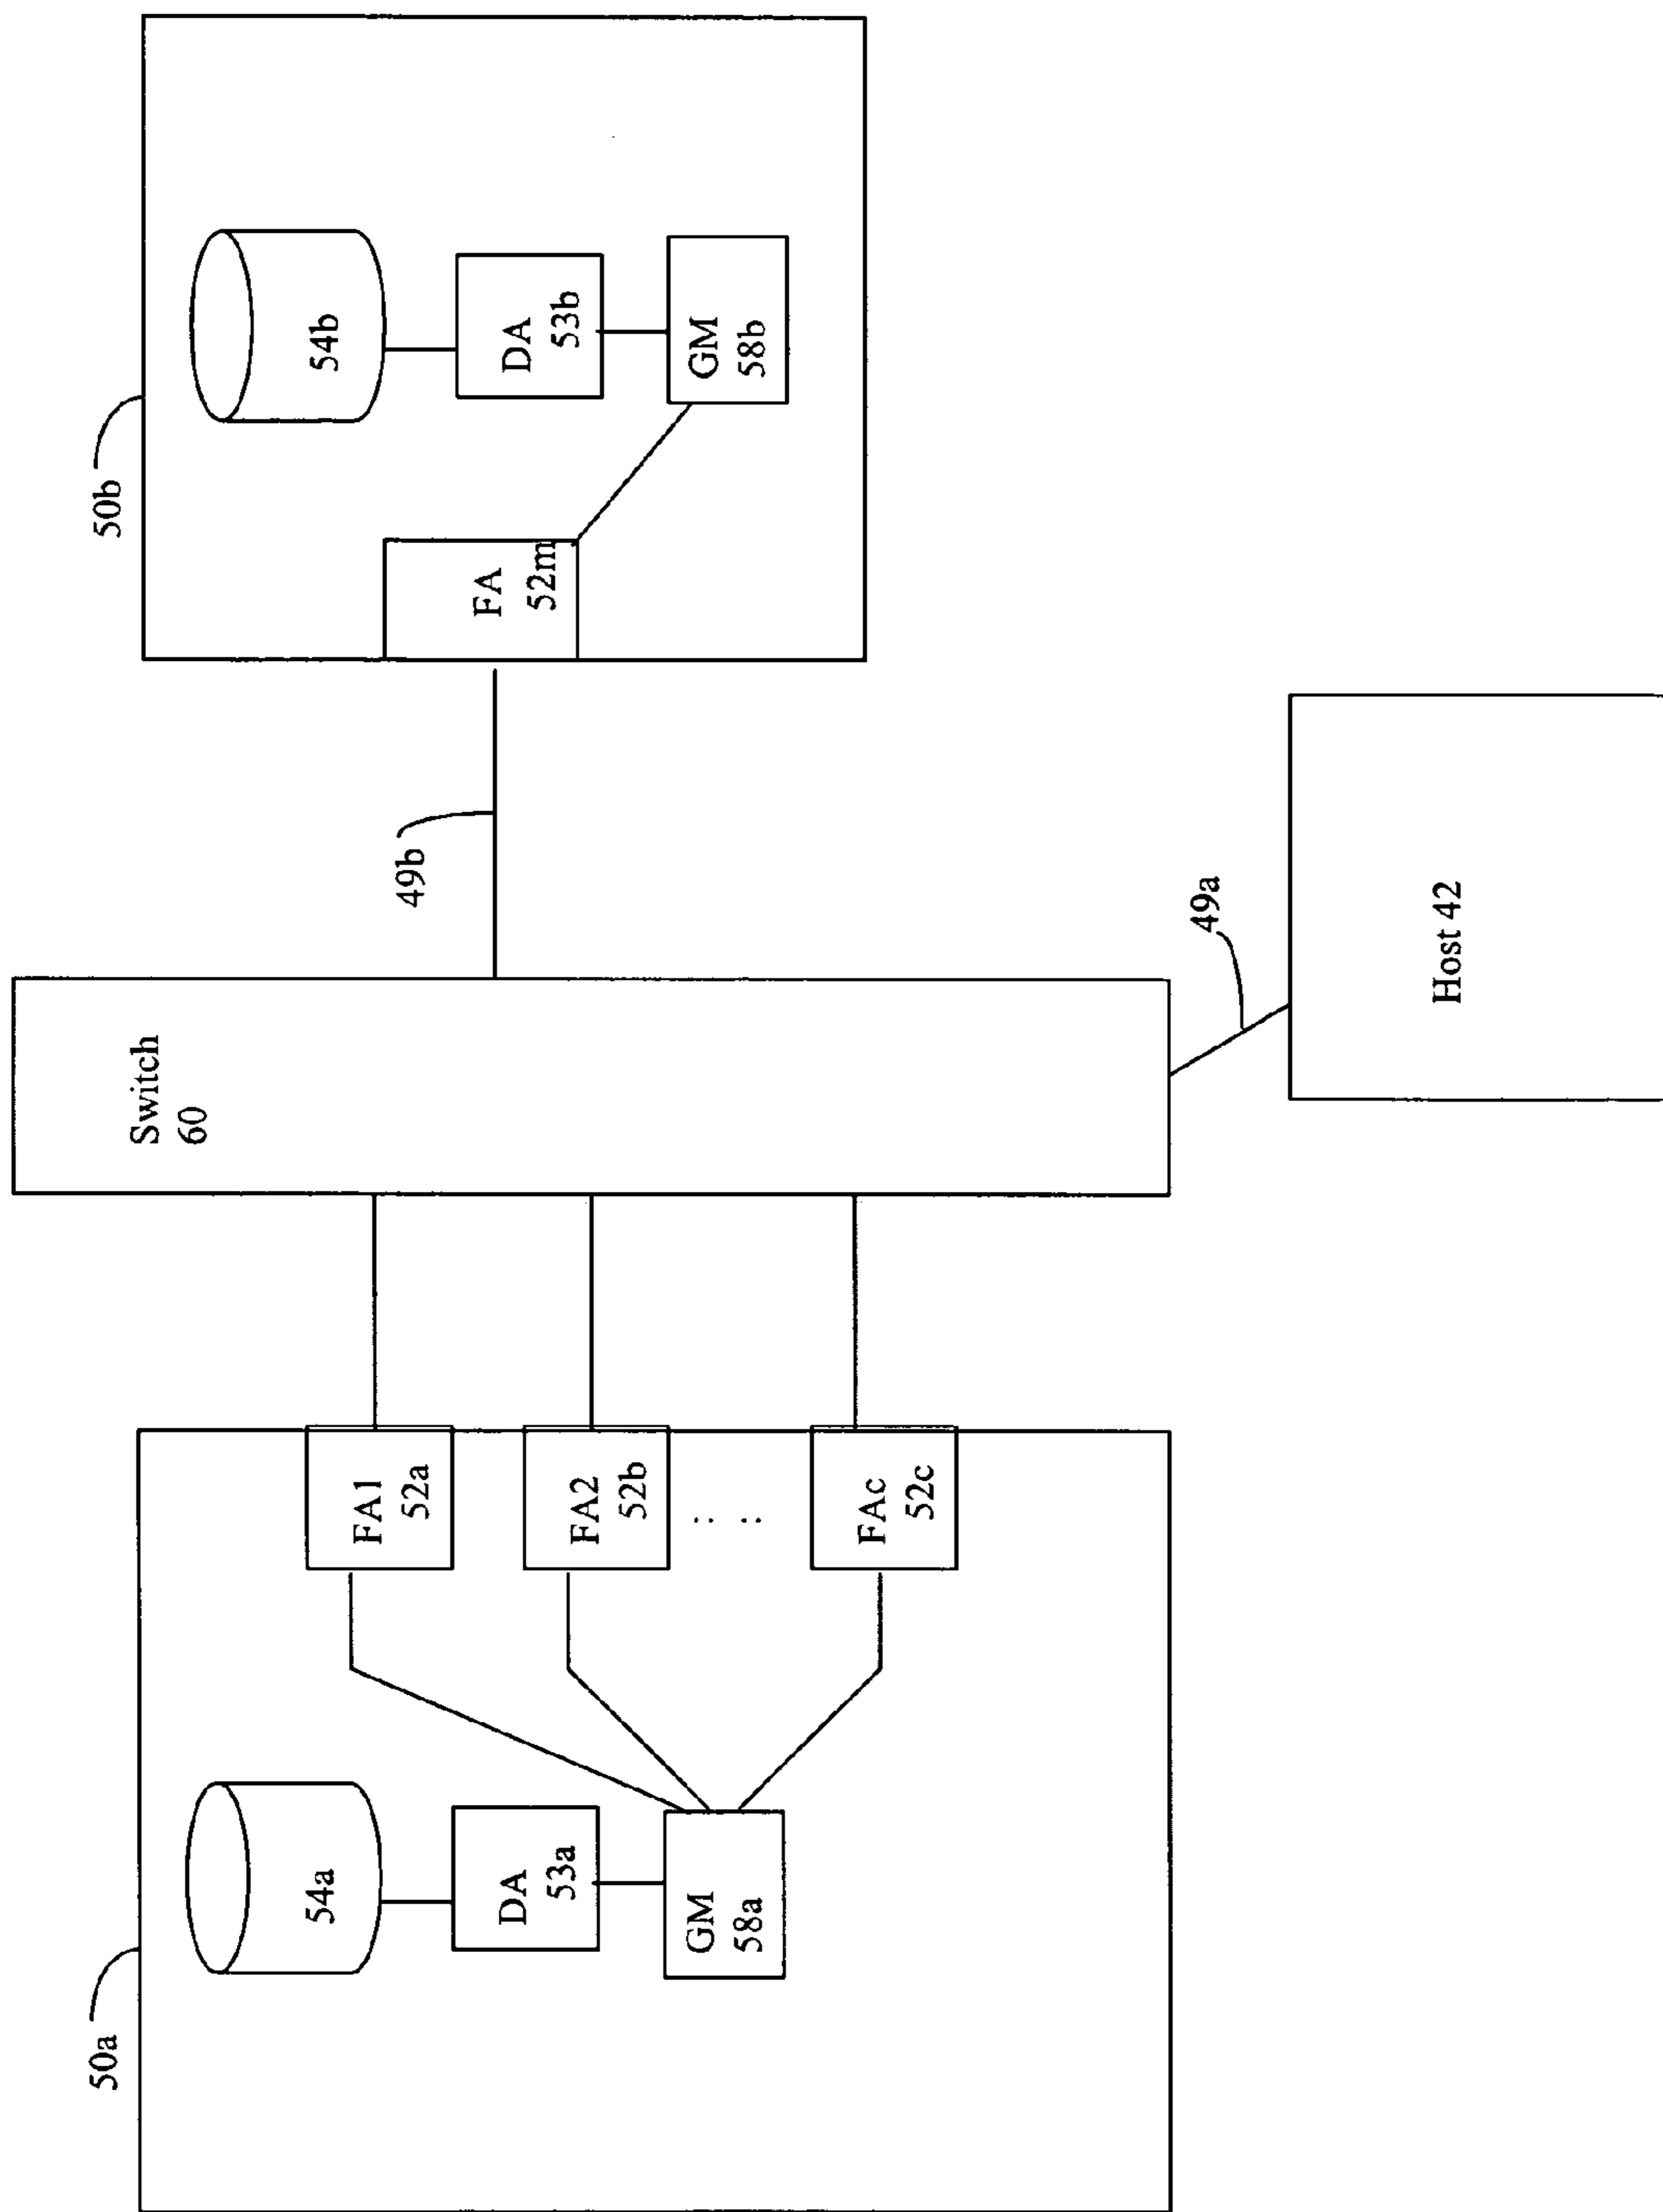 50a
54a
DA
53a
GM
58a
FA1
52a
FA2
52b
: :
FAc
52c
Switch
60
49b
49a
Host 42
50b
54b
DA
53b
GM
58b
FA
52m